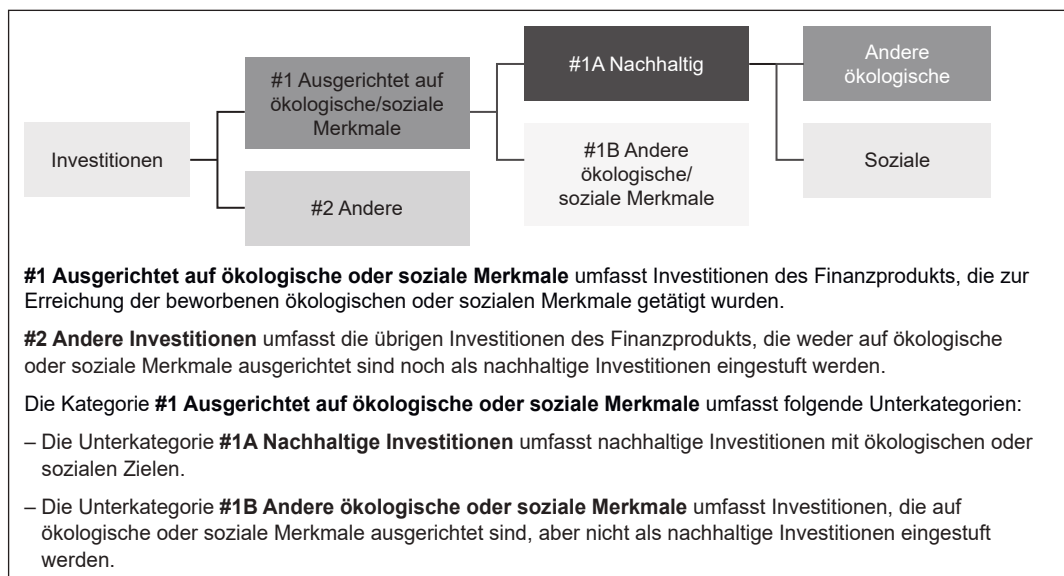 Investitionen
#1 Ausgerichtet auf
ökologische/soziale
Merkmale
#2 Andere
#1A Nachhaltig
#1B Andere
ökologische/
soziale Merkmale
Andere
ökologische
Soziale
#1 Ausgerichtet auf ökologische oder soziale Merkmale umfasst Investitionen des Finanzprodukts, die zur
Erreichung der beworbenen ökologischen oder sozialen Merkmale getätigt wurden.
#2 Andere Investitionen umfasst die übrigen Investitionen des Finanzprodukts, die weder auf ökologische
oder soziale Merkmale ausgerichtet sind noch als nachhaltige Investitionen eingestuft werden.
Die Kategorie #1 Ausgerichtet auf ökologische oder soziale Merkmale umfasst folgende Unterkategorien:
– Die Unterkategorie #1A Nachhaltige Investitionen umfasst nachhaltige Investitionen mit ökologischen oder
sozialen Zielen.
– Die Unterkategorie #1B Andere ökologische oder soziale Merkmale umfasst Investitionen, die auf
ökologische oder soziale Merkmale ausgerichtet sind, aber nicht als nachhaltige Investitionen eingestuft
werden.